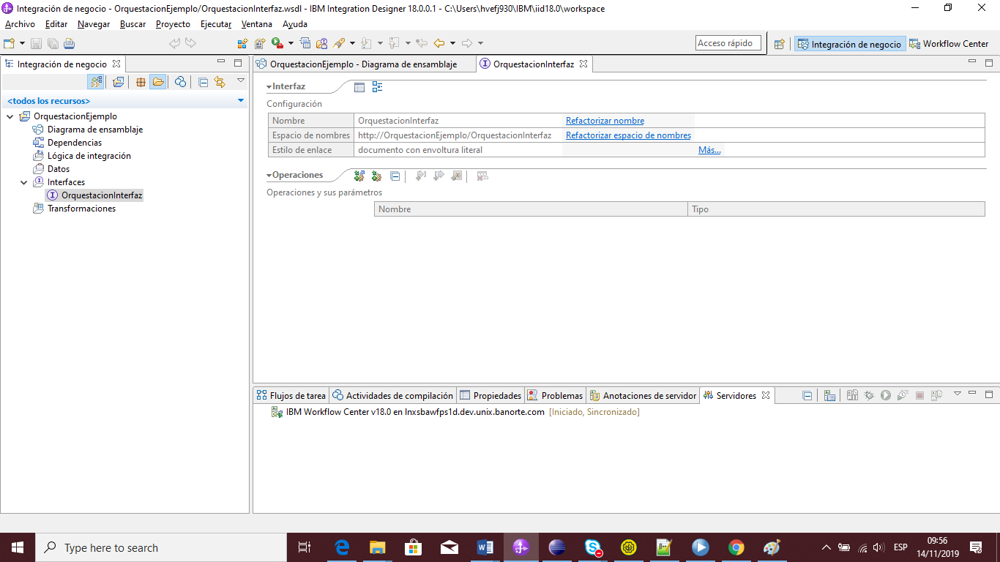 Integración de negocio - OrquestacionEjemplo/OrquestacionInterfaz.wsdl - IBM Integration Designer 18.0.0.1 - C:\Users\hvefj930\IBM\iid18.0\workspace
Archivo Editar Navegar Buscar Proyecto Ejecutar Ventana Ayuda
Acceso rápido Integración de negocio Workflow Center
Integración de negocio
<todos los recursos>
OrquestacionEjemplo
Diagrama de ensamblaje
Dependencias
Lógica de integración
Datos
Interfaces
OrquestacionInterfaz
Transformaciones
OrquestacionEjemplo - Diagrama de ensamblaje OrquestacionInterfaz
Interfaz
Configuración
Nombre OrquestacionInterfaz Refactorizar nombre
Espacio de nombres http://OrquestacionEjemplo/OrquestacionInterfaz Refactorizar espacio de nombres
Estilo de enlace documento con envoltura literal Más...
Operaciones
Operaciones y sus parámetros
Nombre Tipo
Flujos de tarea Actividades de compilación Propiedades Problemas Anotaciones de servidor Servidores
IBM Workflow Center v18.0 en lnxsbawfps1d.dev.unix.banorte.com [Iniciado, Sincronizado]
Type here to search
ESP
09:56
14/11/2019